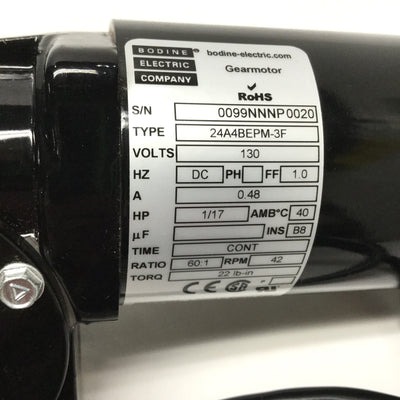 BODINE
ELECTRIC
COMPANY
bodine-electric.com
Gearmotor
RoHS
S/N 0099NNNP0020
TYPE 24A4BEPM-3F
VOLTS 130
HZ DC PH FF 1.0
A 0.48
HP 1/17 AMB°C 40
µF INS B8
TIME CONT
RATIO 60:1 RPM 42
TORQ 22 lb-in
CE